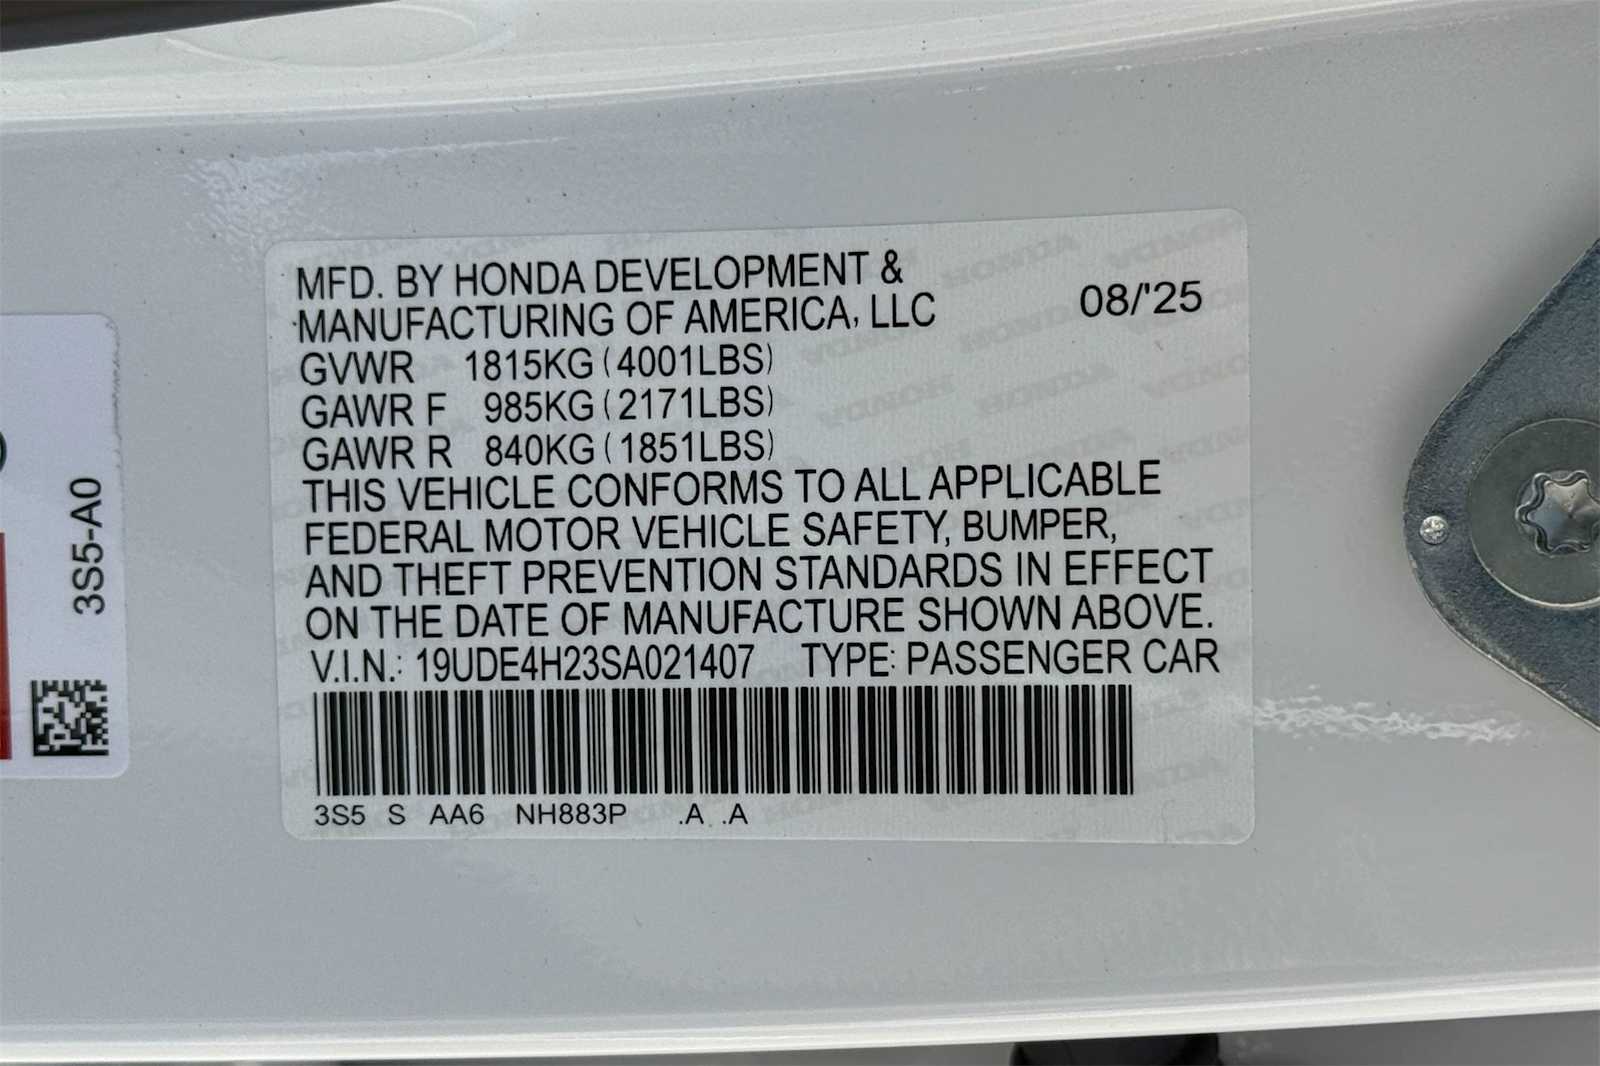 MFD. BY HONDA DEVELOPMENT &
MANUFACTURING OF AMERICA, LLC
08/'25
GVWR 1815KG (4001LBS)
GAWR F 985KG (2171LBS)
GAWR R 840KG (1851LBS)
THIS VEHICLE CONFORMS TO ALL APPLICABLE
FEDERAL MOTOR VEHICLE SAFETY, BUMPER,
AND THEFT PREVENTION STANDARDS IN EFFECT
ON THE DATE OF MANUFACTURE SHOWN ABOVE.
V.I.N.: 19UDE4H23SA021407 TYPE: PASSENGER CAR
3S5 S AA6 NH883P .A .A
3S5-A0